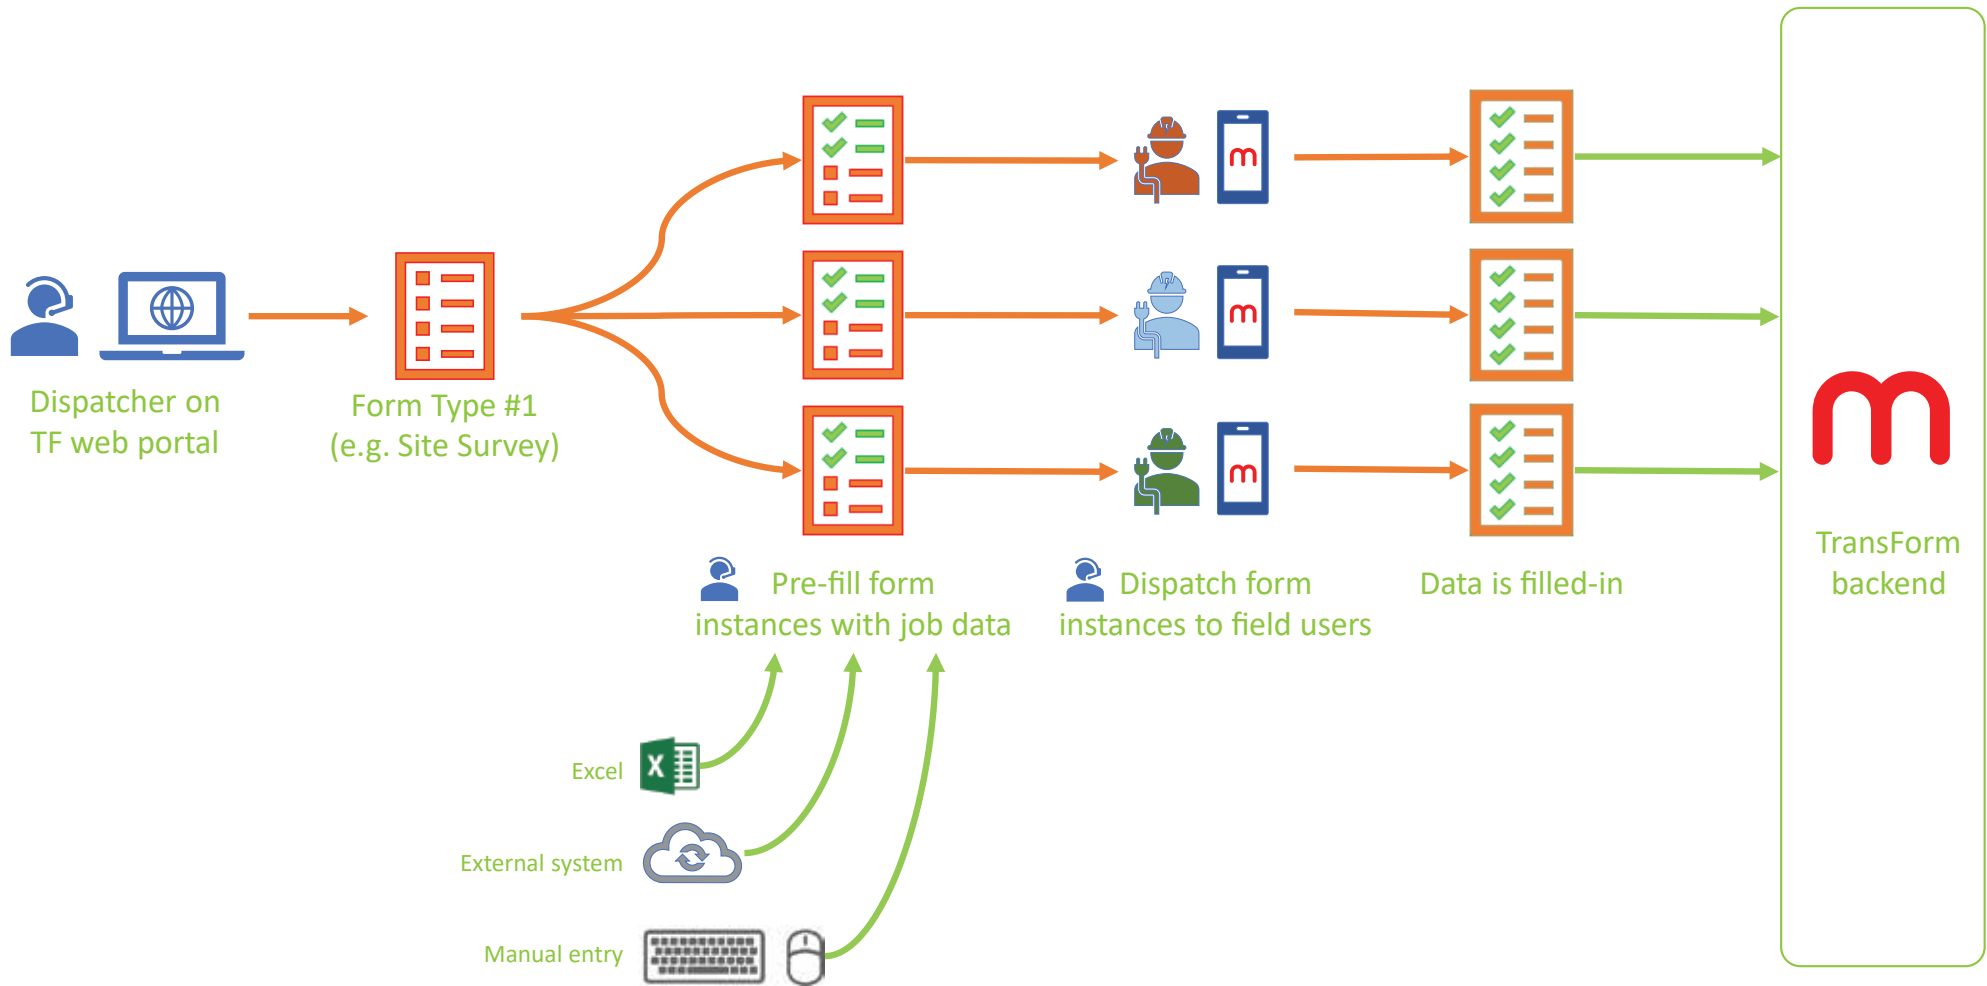 Dispatcher on
TF web portal
Form Type #1
(e.g. Site Survey)
Pre-fill form
instances with job data
Dispatch form
instances to field users
Data is filled-in
TransForm
backend
m
m
m
m
Excel
X
External system
Manual entry